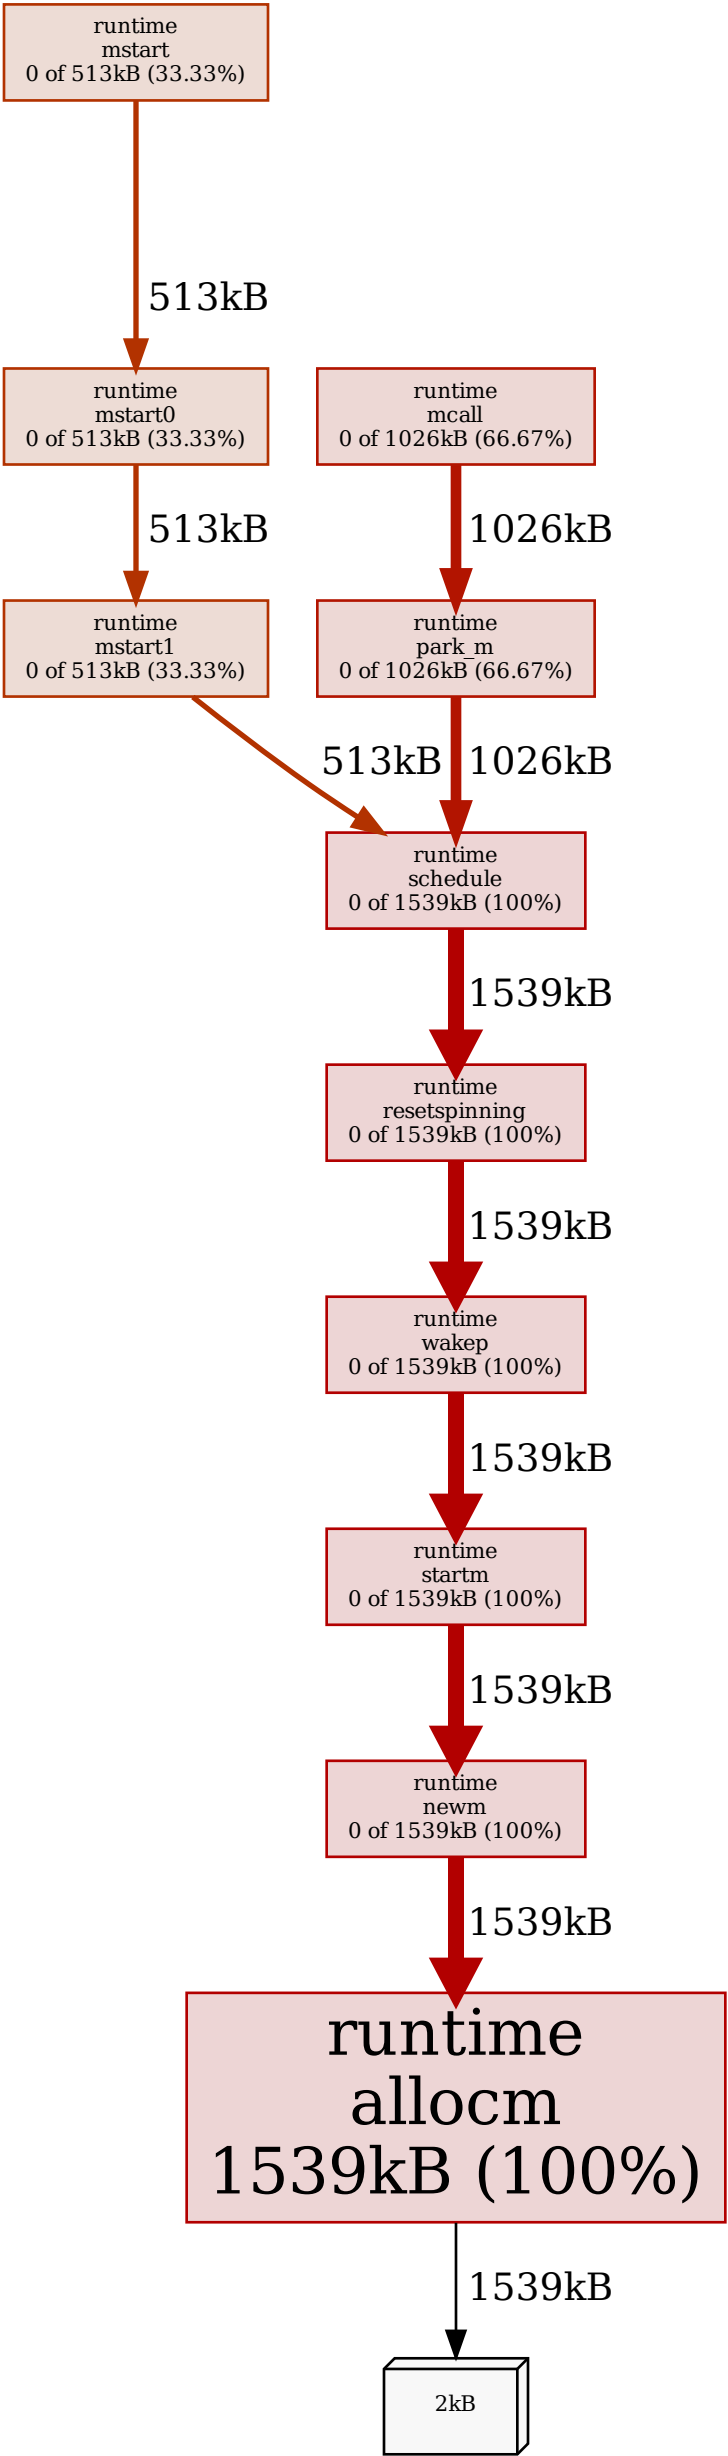 runtime
mstart
0 of 513kB (33.33%)
513kB
runtime
mstart0
0 of 513kB (33.33%)
runtime
mcall
0 of 1026kB (66.67%)
513kB
1026kB
runtime
mstart1
0 of 513kB (33.33%)
runtime
park_m
0 of 1026kB (66.67%)
513kB
1026kB
runtime
schedule
0 of 1539kB (100%)
1539kB
runtime
resetspinning
0 of 1539kB (100%)
1539kB
runtime
wakep
0 of 1539kB (100%)
1539kB
runtime
startm
0 of 1539kB (100%)
1539kB
runtime
newm
0 of 1539kB (100%)
1539kB
runtime
allocm
1539kB (100%)
1539kB
2kB